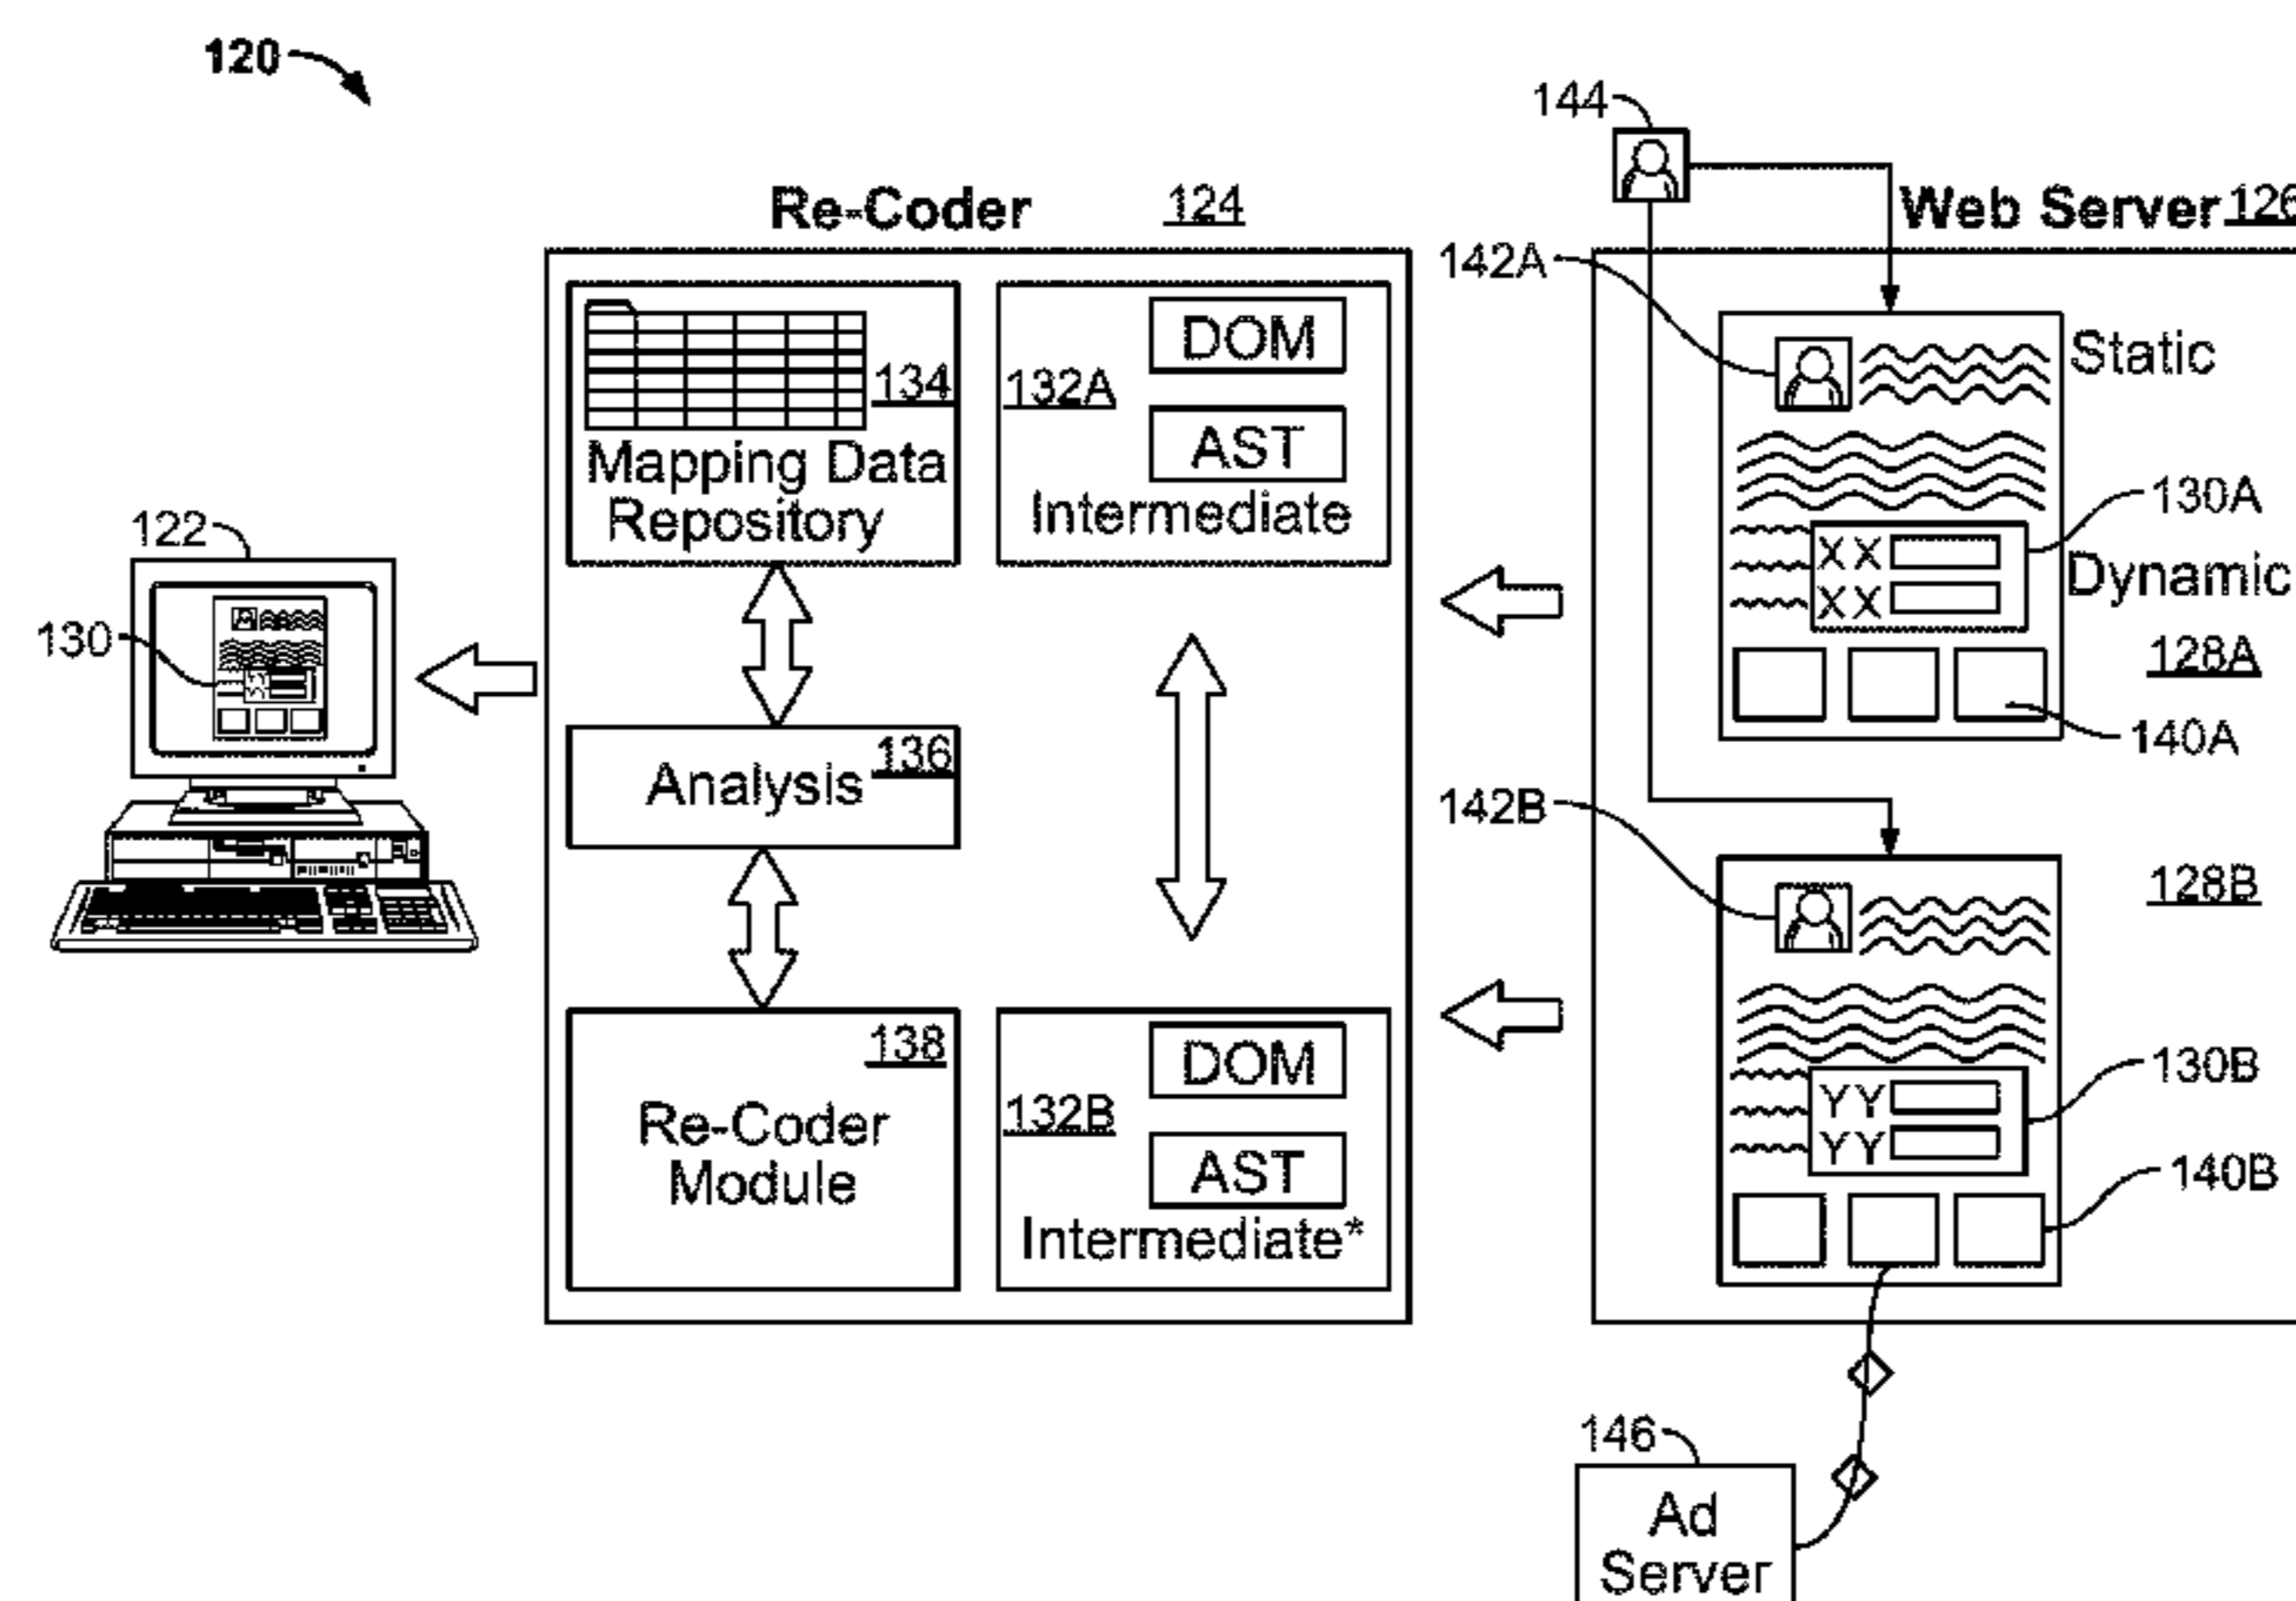 120
144
Re-Coder 124
Web Server 126
142A
DOM
Static
134
132A
AST
Mapping Data
Repository
Intermediate
130A
XX
XX
Dynamic
122
130
128A
140A
136
Analysis
142B
128B
138
DOM
Re-Coder
Module
132B
AST
Intermediate*
130B
YY
YY
140B
146
Ad
Server